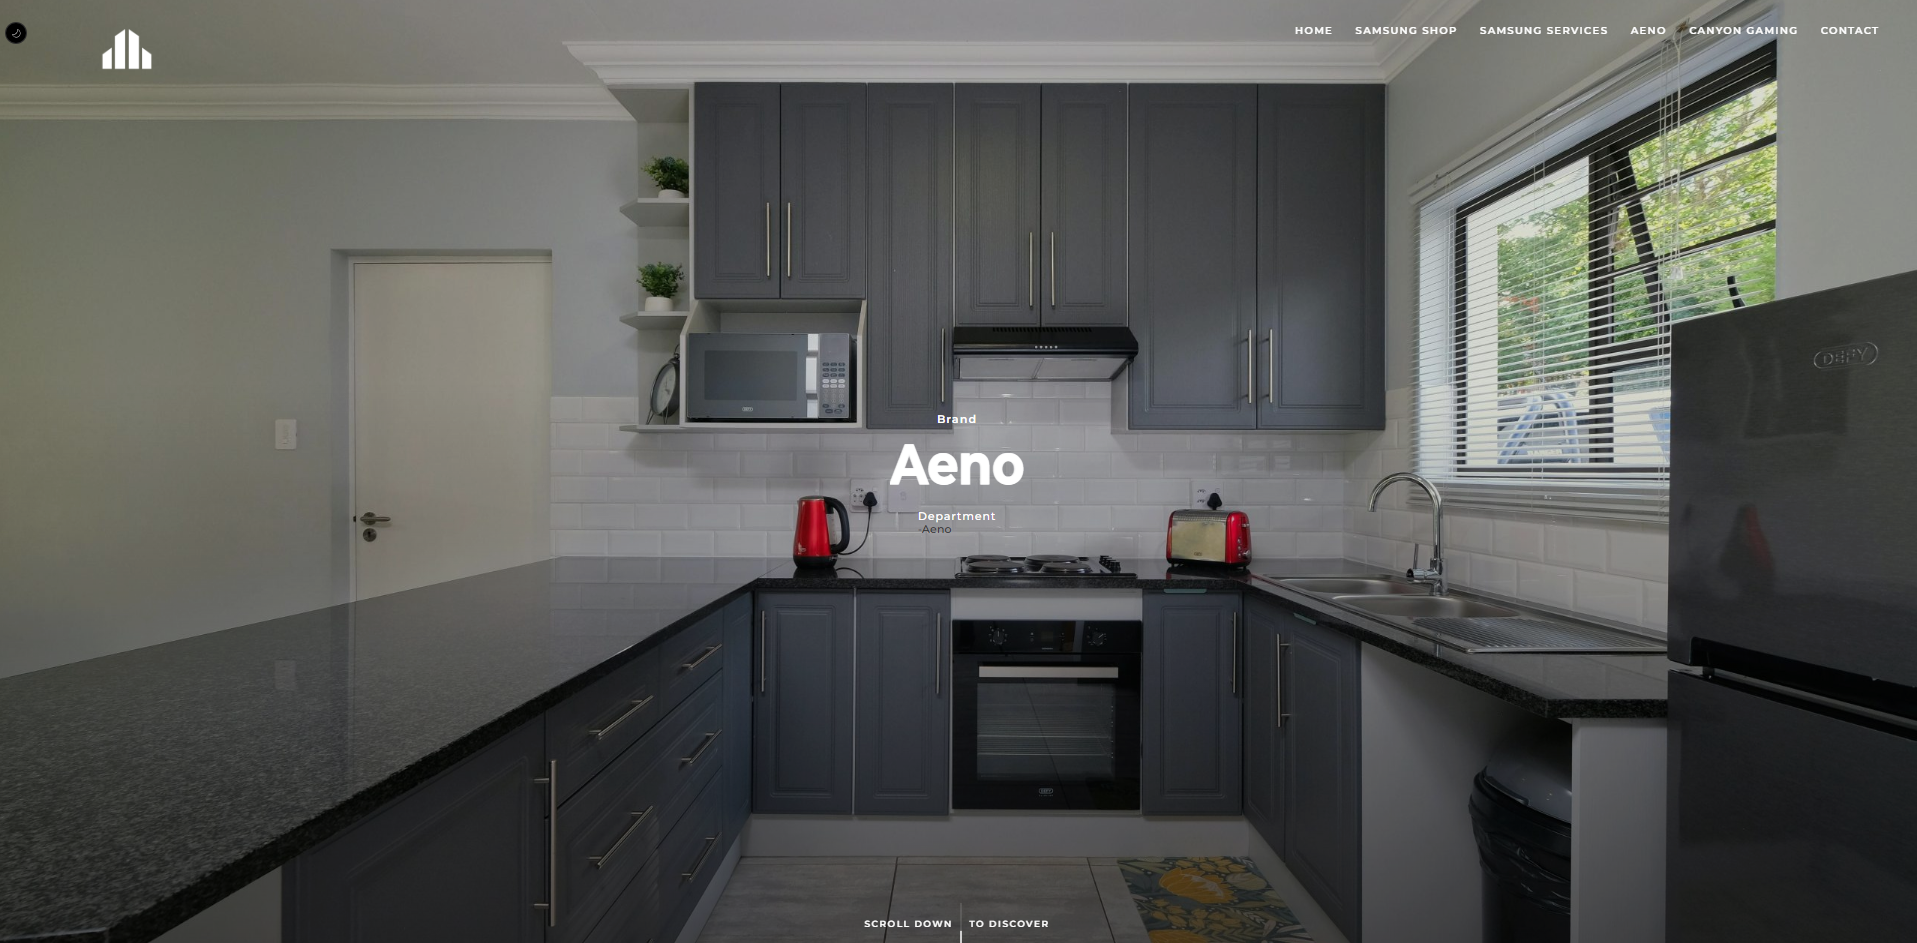 HOME SAMSUNG SHOP SAMSUNG SERVICES AENO CANYON GAMING CONTACT
DEFY
Brand
Aeno
Department
-Aeno
SCROLL DOWN TO DISCOVER